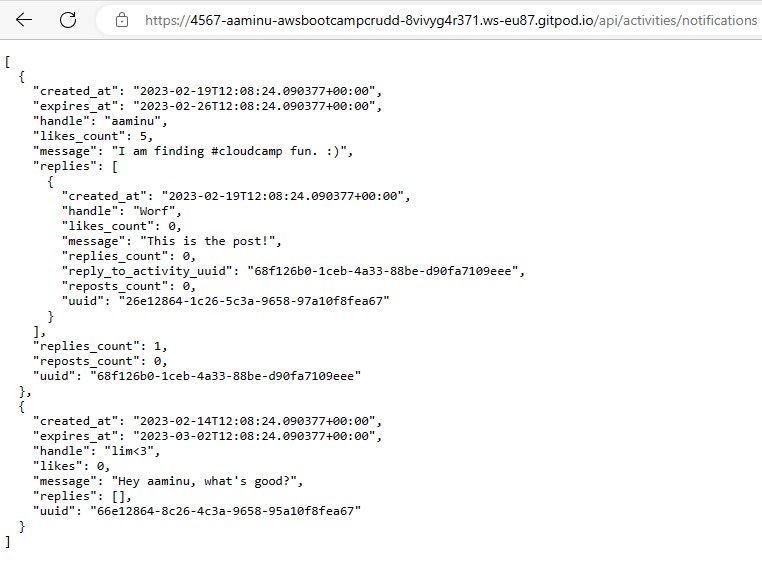 https://4567-aaminu-awsbootcampcrudd-8vivyg4r371.ws-eu87.gitpod.io/api/activities/notifications
[
  {
    "created_at": "2023-02-19T12:08:24.090377+00:00",
    "expires_at": "2023-02-26T12:08:24.090377+00:00",
    "handle": "aaminu",
    "likes_count": 5,
    "message": "I am finding #cloudcamp fun. :)",
    "replies": [
      {
        "created_at": "2023-02-19T12:08:24.090377+00:00",
        "handle": "Worf",
        "likes_count": 0,
        "message": "This is the post!",
        "replies_count": 0,
        "reply_to_activity_uuid": "68f126b0-1ceb-4a33-88be-d90fa7109eee",
        "reposts_count": 0,
        "uuid": "26e12864-1c26-5c3a-9658-97a10f8fea67"
      }
    ],
    "replies_count": 1,
    "reposts_count": 0,
    "uuid": "68f126b0-1ceb-4a33-88be-d90fa7109eee"
  },
  {
    "created_at": "2023-02-14T12:08:24.090377+00:00",
    "expires_at": "2023-03-02T12:08:24.090377+00:00",
    "handle": "lim<3",
    "likes": 0,
    "message": "Hey aaminu, what's good?",
    "replies": [],
    "uuid": "66e12864-8c26-4c3a-9658-95a10f8fea67"
  }
]